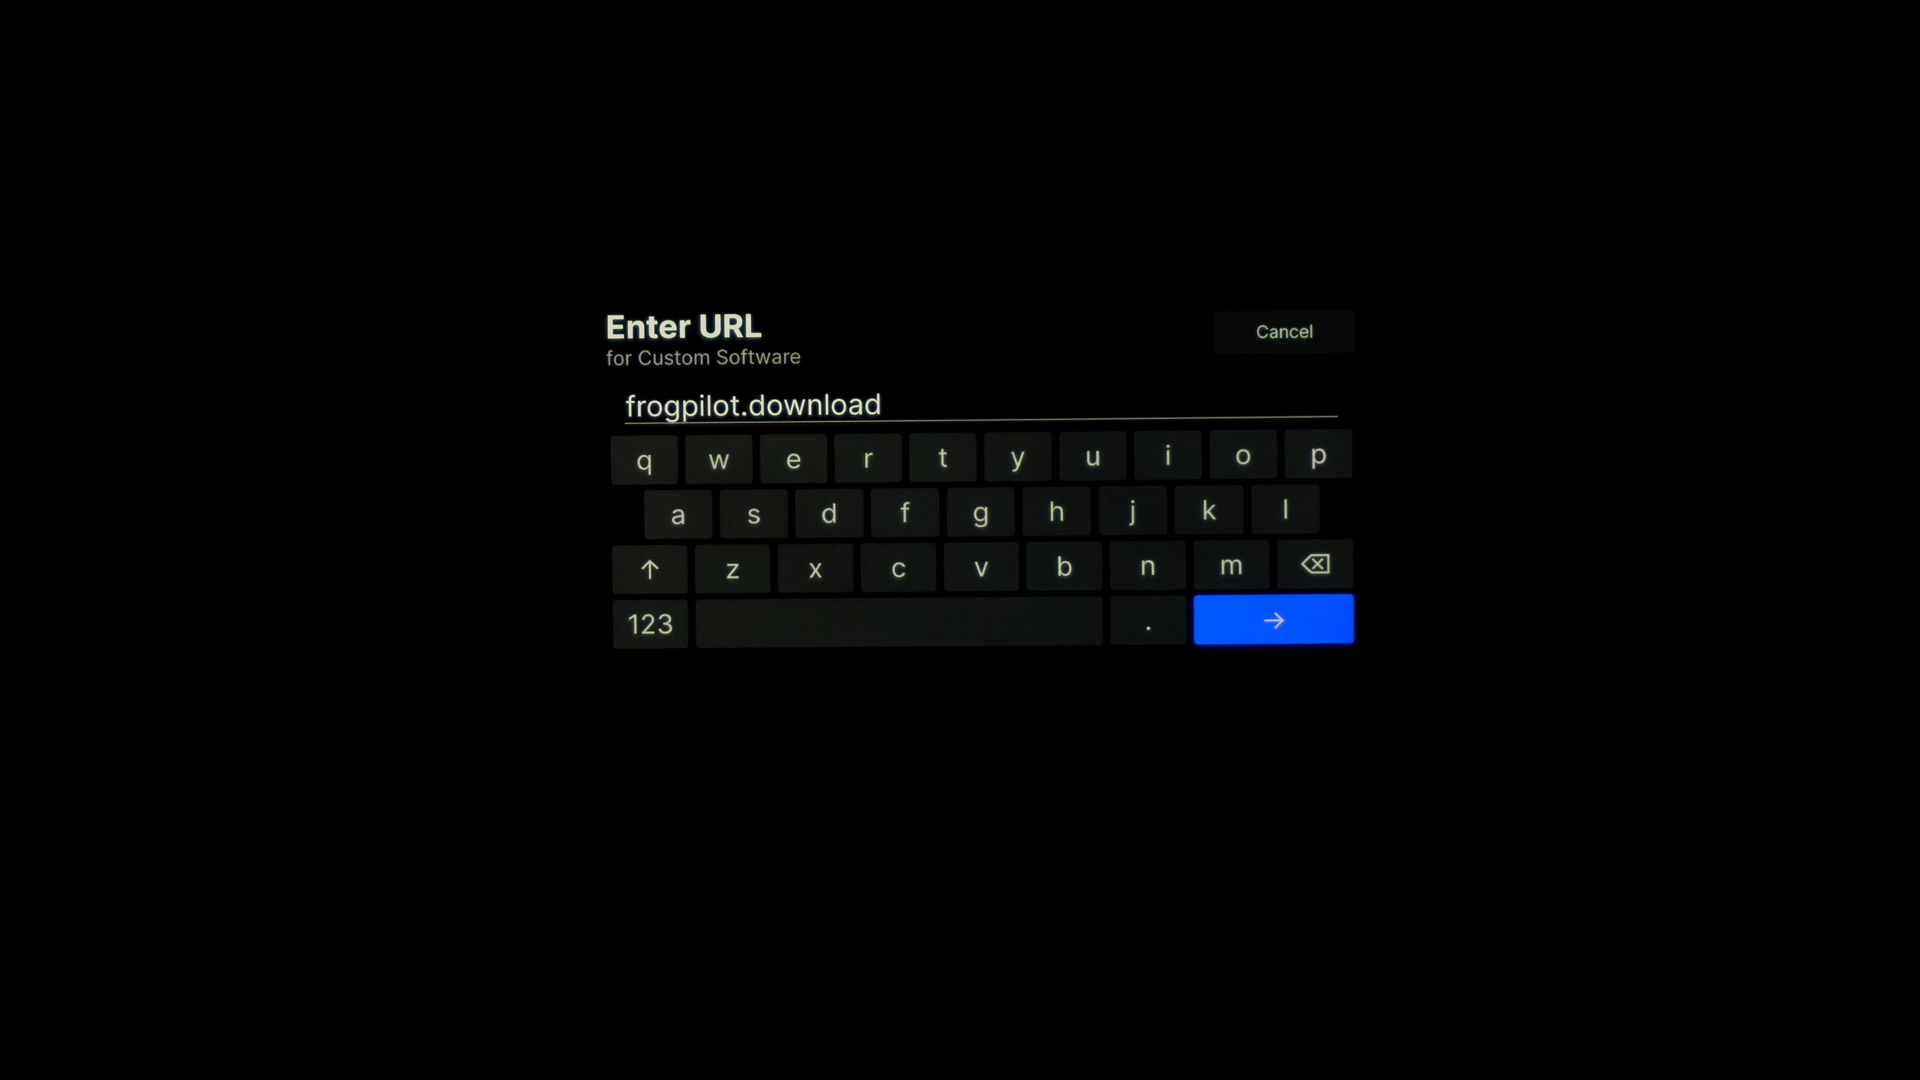 Enter URL
Cancel
for Custom Software
frogpilot.download
q w e r t y u i o p
a s d f g h j k l
↑ z x c v b n m ⌫
123 . →